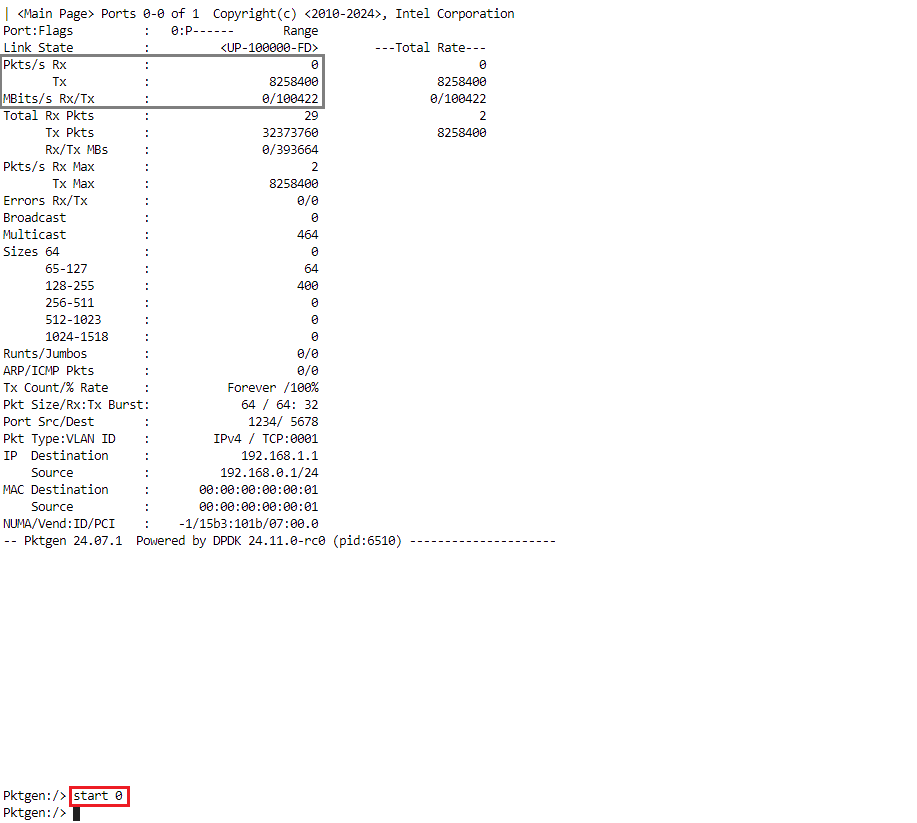 | <Main Page> Ports 0-0 of 1  Copyright(c) <2010-2024>, Intel Corporation
Port:Flags          :   0:P------       Range
Link State          :          <UP-100000-FD>        ---Total Rate---
Pkts/s Rx           :                       0                       0
       Tx           :                 8258400                 8258400
MBits/s Rx/Tx       :                0/100422                0/100422
Total Rx Pkts       :                      29                       2
      Tx Pkts       :                32373760                 8258400
      Rx/Tx MBs     :                0/393664
Pkts/s Rx Max       :                       2
       Tx Max       :                 8258400
Errors Rx/Tx        :                     0/0
Broadcast           :                       0
Multicast           :                     464
Sizes 64            :                       0
      65-127        :                      64
      128-255       :                     400
      256-511       :                       0
      512-1023      :                       0
      1024-1518     :                       0
Runts/Jumbos        :                     0/0
ARP/ICMP Pkts       :                     0/0
Tx Count/% Rate     :           Forever /100%
Pkt Size/Rx:Tx Burst:             64 / 64: 32
Port Src/Dest       :              1234/ 5678
Pkt Type:VLAN ID    :         IPv4 / TCP:0001
IP  Destination     :             192.168.1.1
    Source          :          192.168.0.1/24
MAC Destination     :       00:00:00:00:00:01
    Source          :       00:00:00:00:00:01
NUMA/Vend:ID/PCI    :    -1/15b3:101b/07:00.0
-- Pktgen 24.07.1  Powered by DPDK 24.11.0-rc0 (pid:6510) ---------------------
Pktgen:/> start 0
Pktgen:/>